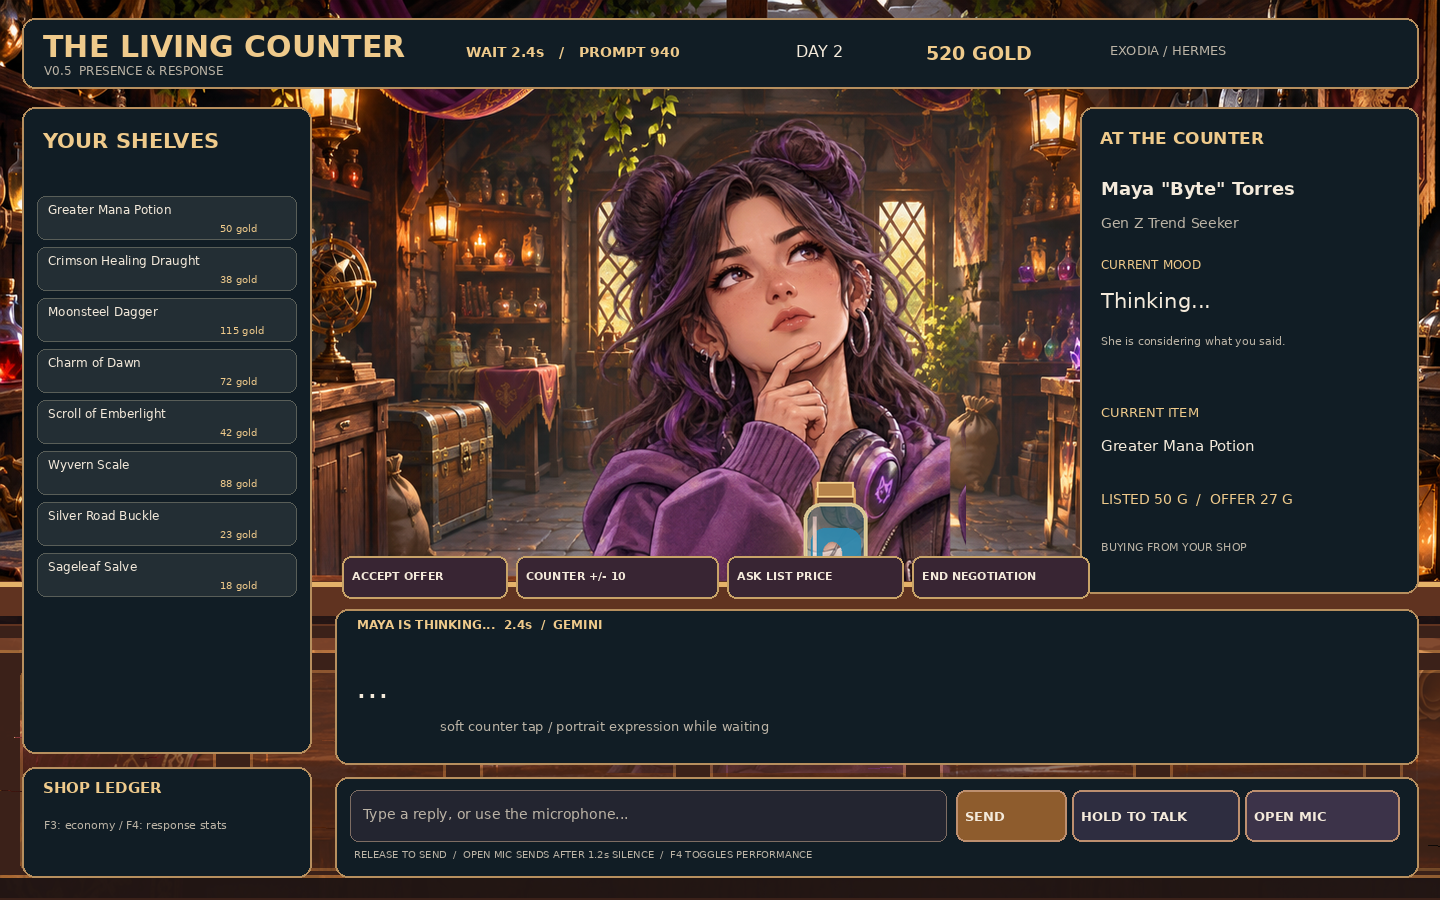 THE LIVING COUNTER
V0.5 PRESENCE & RESPONSE
WAIT 2.4s / PROMPT 940
DAY 2
520 GOLD
EXODIA / HERMES
YOUR SHELVES
Greater Mana Potion
50 gold
Crimson Healing Draught
38 gold
Moonsteel Dagger
115 gold
Charm of Dawn
72 gold
Scroll of Emberlight
42 gold
Wyvern Scale
88 gold
Silver Road Buckle
23 gold
Sageleaf Salve
18 gold
SHOP LEDGER
F3: economy / F4: response stats
AT THE COUNTER
Maya "Byte" Torres
Gen Z Trend Seeker
CURRENT MOOD
Thinking...
She is considering what you said.
CURRENT ITEM
Greater Mana Potion
LISTED 50 G / OFFER 27 G
BUYING FROM YOUR SHOP
ACCEPT OFFER
COUNTER +/- 10
ASK LIST PRICE
END NEGOTIATION
MAYA IS THINKING... 2.4s / GEMINI
...
soft counter tap / portrait expression while waiting
Type a reply, or use the microphone...
SEND
HOLD TO TALK
OPEN MIC
RELEASE TO SEND / OPEN MIC SENDS AFTER 1.2s SILENCE / F4 TOGGLES PERFORMANCE